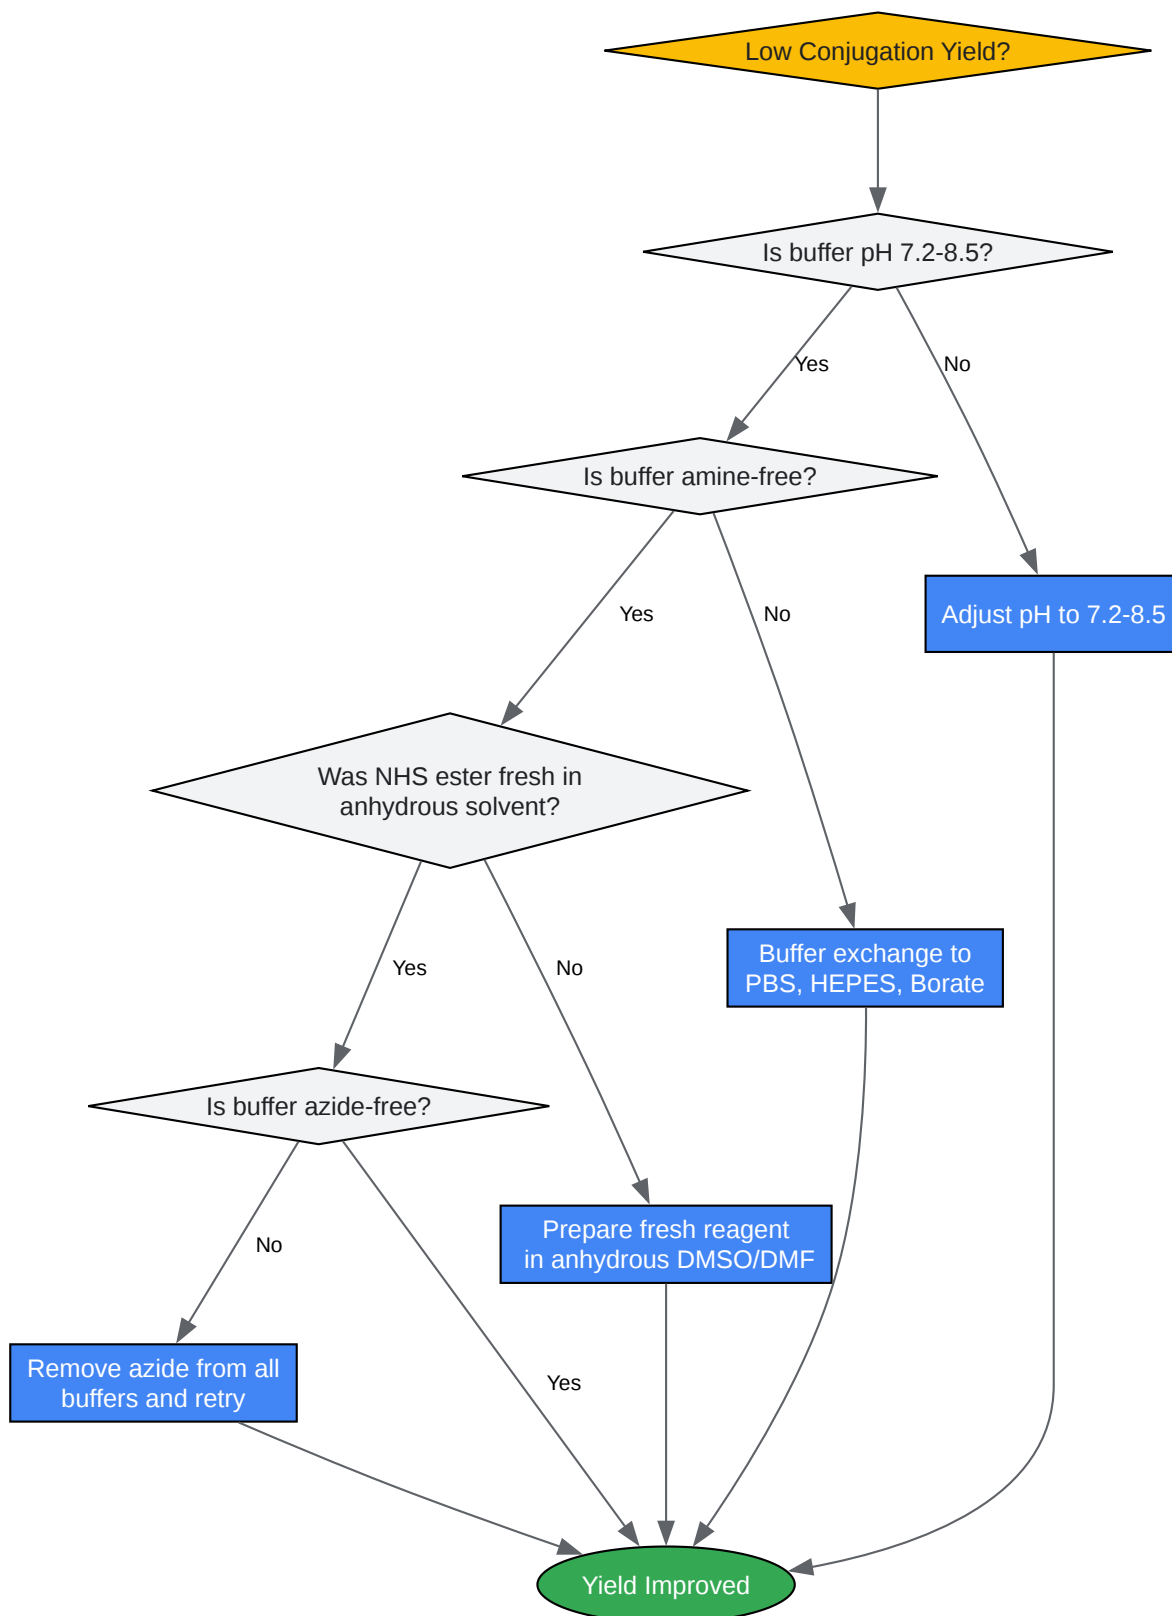 Low Conjugation Yield?
Is buffer pH 7.2-8.5?
Yes
No
Is buffer amine-free?
Yes
No
Adjust pH to 7.2-8.5
Was NHS ester fresh in
anhydrous solvent?
Yes
No
Buffer exchange to
PBS, HEPES, Borate
Is buffer azide-free?
No
Yes
Prepare fresh reagent
in anhydrous DMSO/DMF
Remove azide from all
buffers and retry
Yield Improved